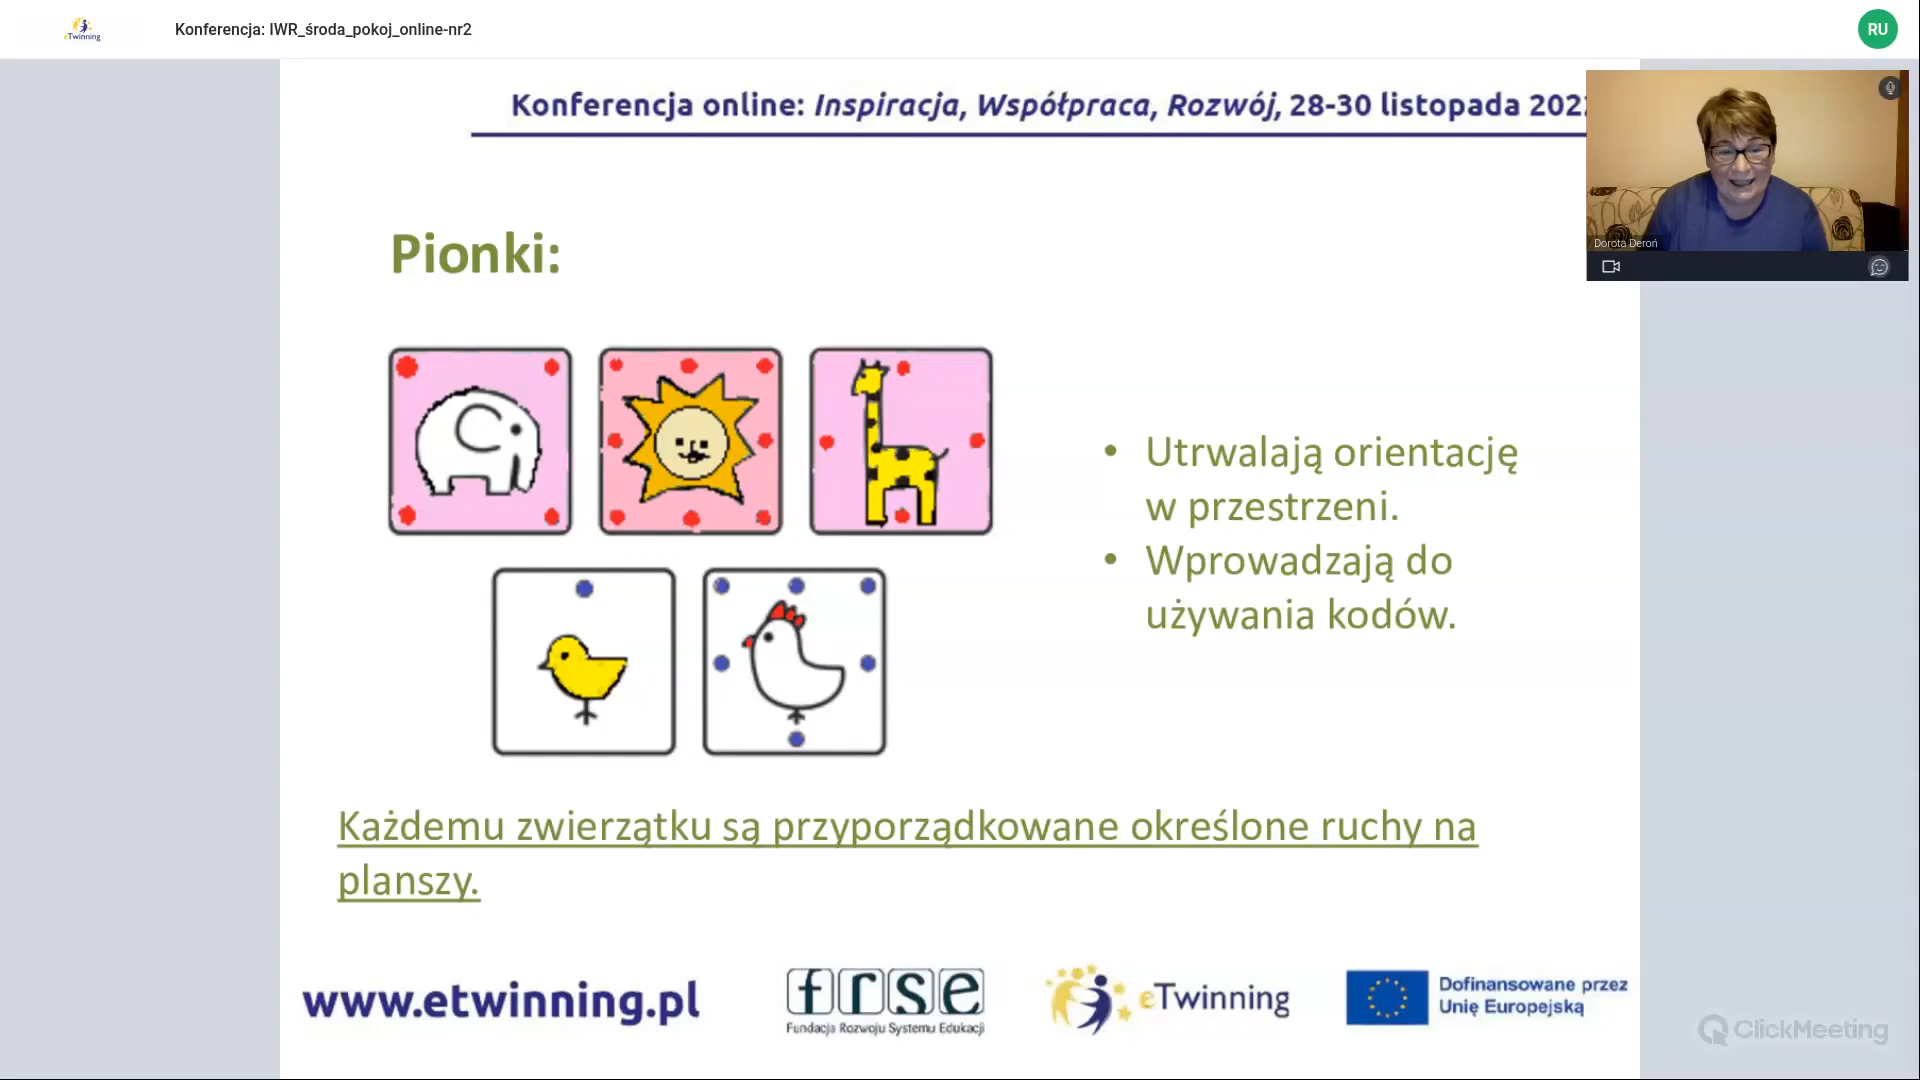 eTwinning
Konferencja: IWR_środa_pokoj_online-nr2
RU
Konferencja online: Inspiracja, Współpraca, Rozwój, 28-30 listopada 202
Dorota Deroń
Pionki:
• Utrwalają orientację
w przestrzeni.
• Wprowadzają do
używania kodów.
Każdemu zwierzątku są przyporządkowane określone ruchy na
planszy.
www.etwinning.pl
frse
Fundacja Rozwoju Systemu Edukacji
eTwinning
Dofinansowane przez
Unię Europejską
ClickMeeting